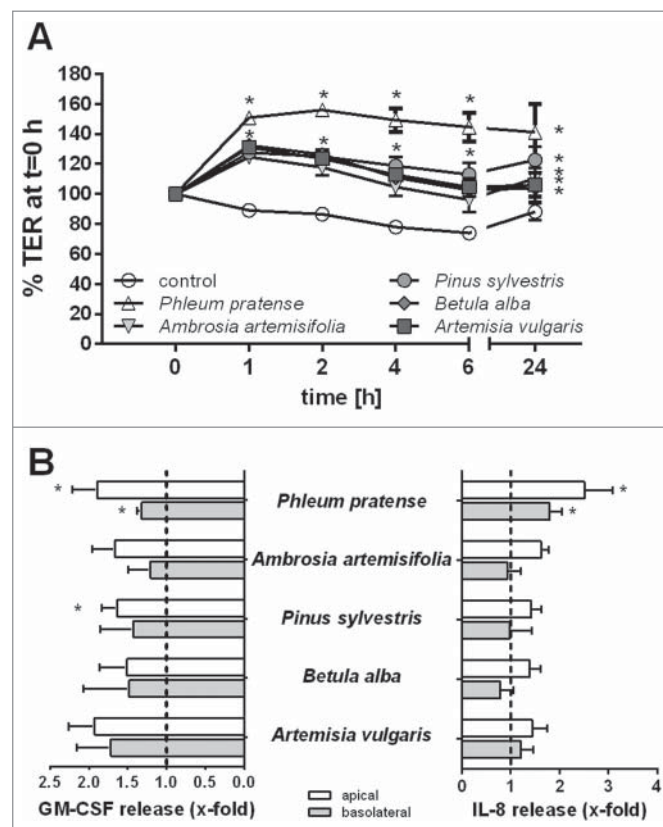 A
% TER at t=0 h
180
160
140
120
100
80
60
40
20
0
* * * * *
* * * *
*
*
*
*
control
Phleum pratense
Ambrosia artemisifolia
Pinus sylvestris
Betula alba
Artemisia vulgaris
0 1 2 4 6 24
time [h]
B
* Phleum pratense *
* *
Ambrosia artemisifolia
* Pinus sylvestris
Betula alba
Artemisia vulgaris
2.5 2.0 1.5 1.0 0.5 0.0
0 1 2 3 4
GM-CSF release (x-fold)
apical
basolateral
IL-8 release (x-fold)